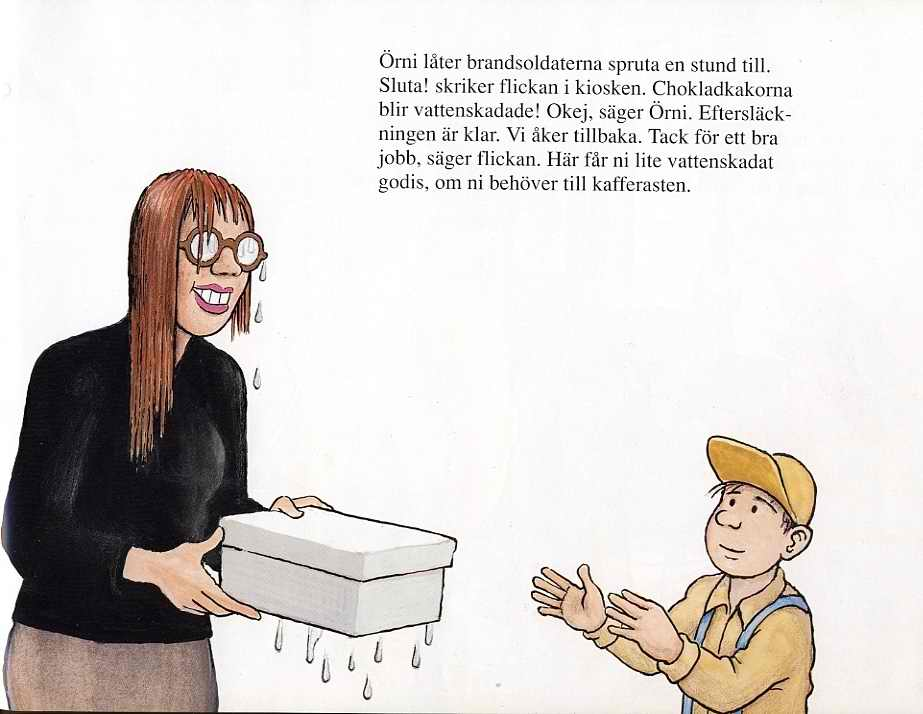 Örni låter brandsoldaterna spruta en stund till.
Sluta! skriker flickan i kiosken. Chokladkakorna
blir vattenskadade! Okej, säger Örni. Eftersläck-
ningen är klar. Vi åker tillbaka. Tack för ett bra
jobb, säger flickan. Här får ni lite vattenskadat
godis, om ni behöver till kafferasten.